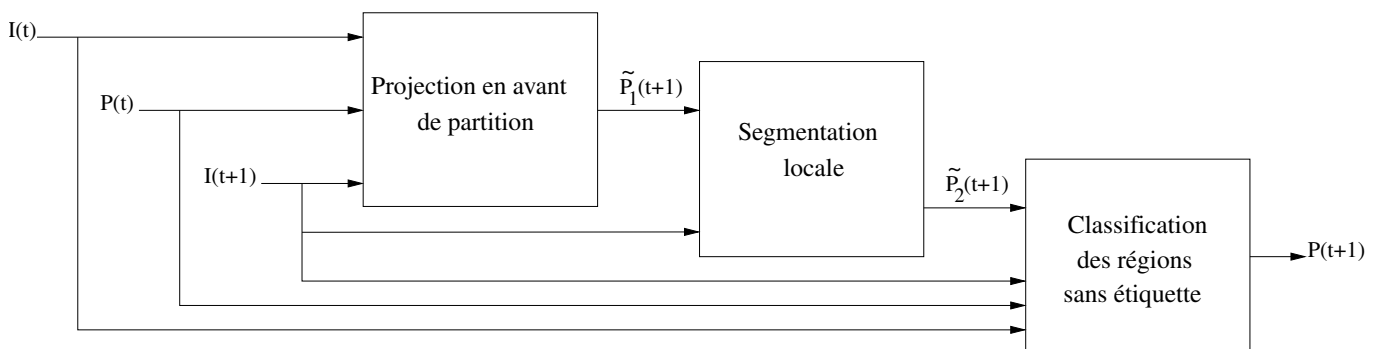 I(t)
P(t)
I(t+1)
Projection en avant
de partition
P̃₁(t+1)
Segmentation
locale
P̃₂(t+1)
Classification
des régions
sans étiquette
P(t+1)